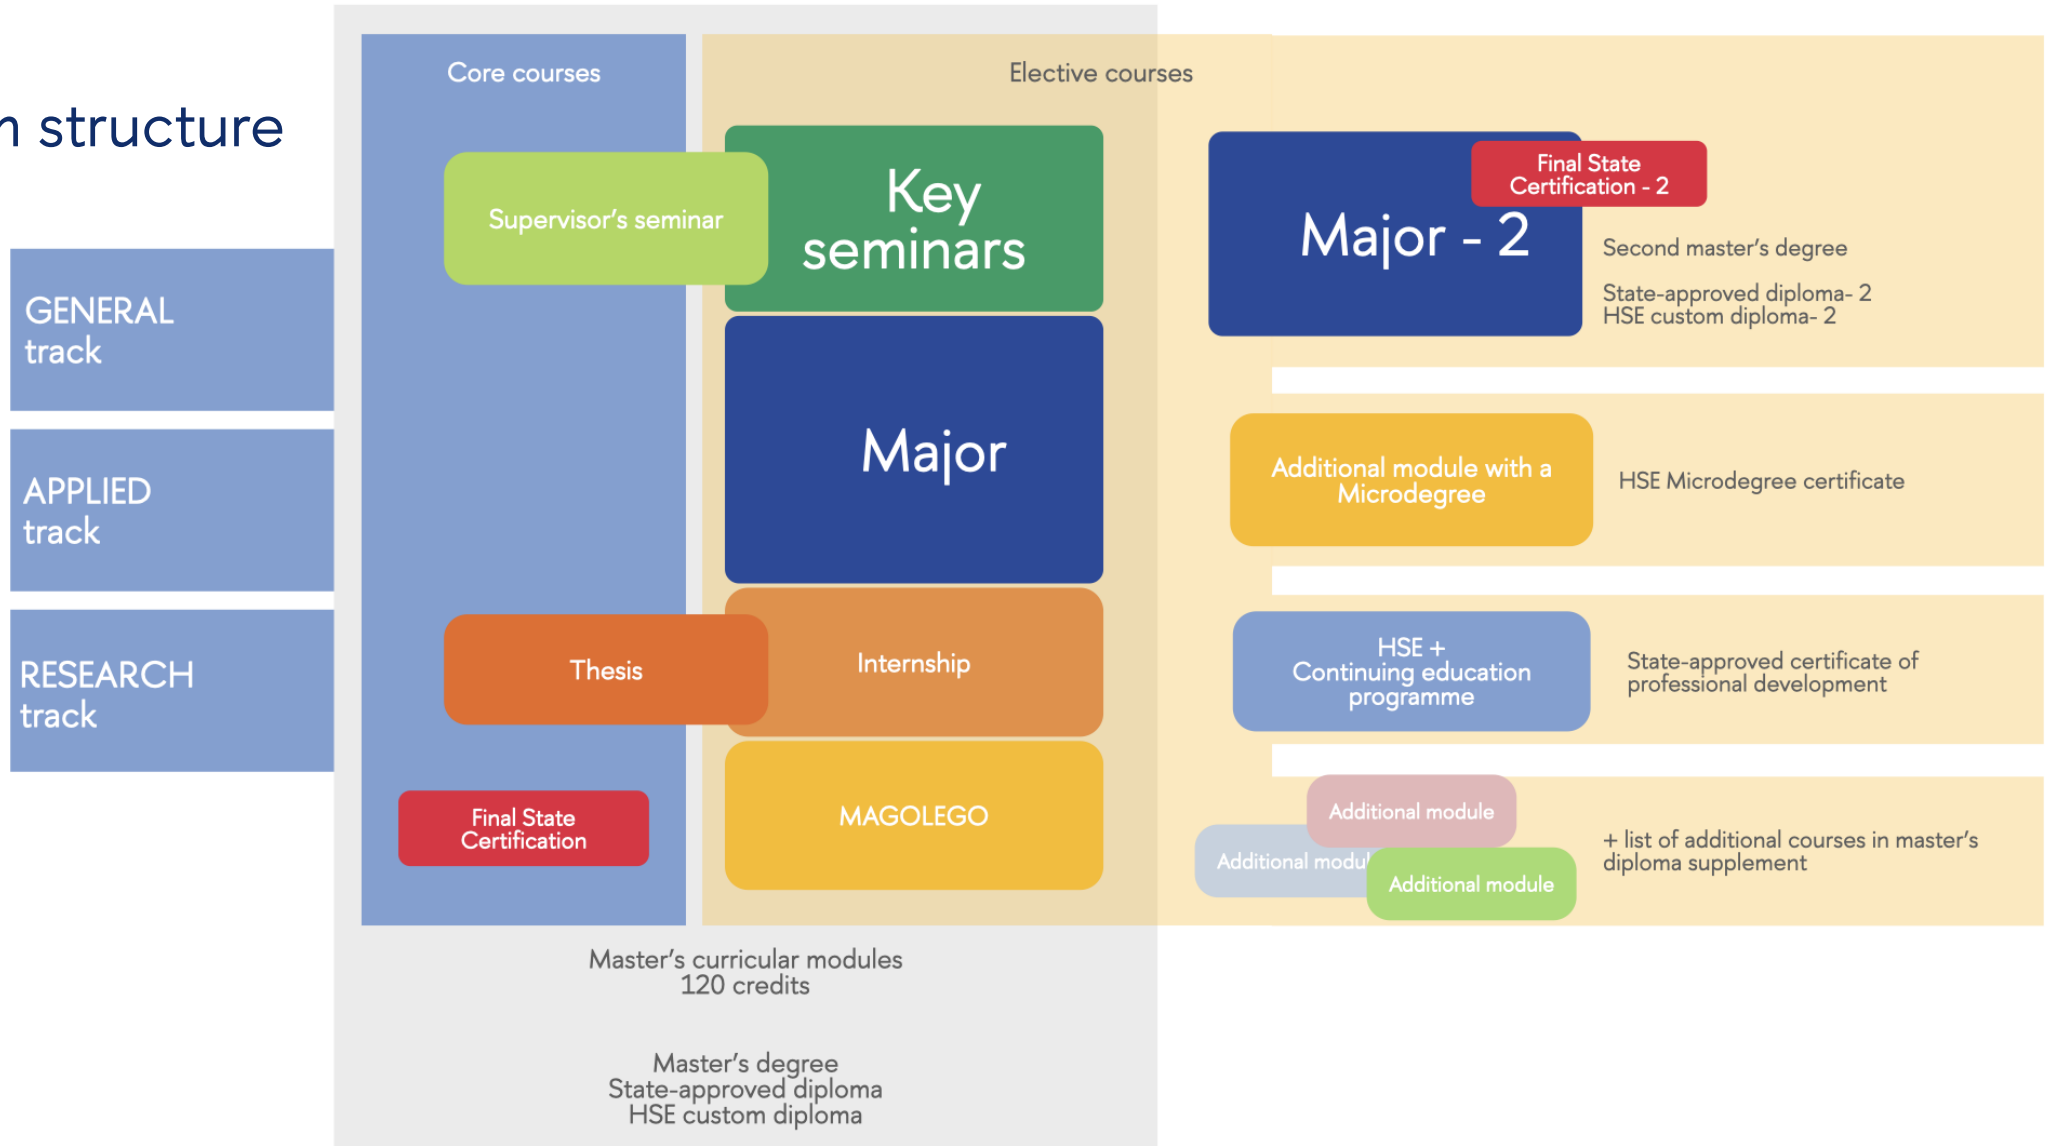 structure
GENERAL
track
APPLIED
track
RESEARCH
track
Core courses
Elective courses
Supervisor's seminar
Key
seminars
Major
Thesis
Internship
Final State
Certification
MAGOLEGO
Master's curricular modules
120 credits
Master's degree
State-approved diploma
HSE custom diploma
Major - 2
Final State
Certification - 2
Second master's degree
State-approved diploma- 2
HSE custom diploma- 2
Additional module with a
Microdegree
HSE Microdegree certificate
HSE +
Continuing education
programme
State-approved certificate of
professional development
Additional module
Additional modul
Additional module
+ list of additional courses in master's
diploma supplement